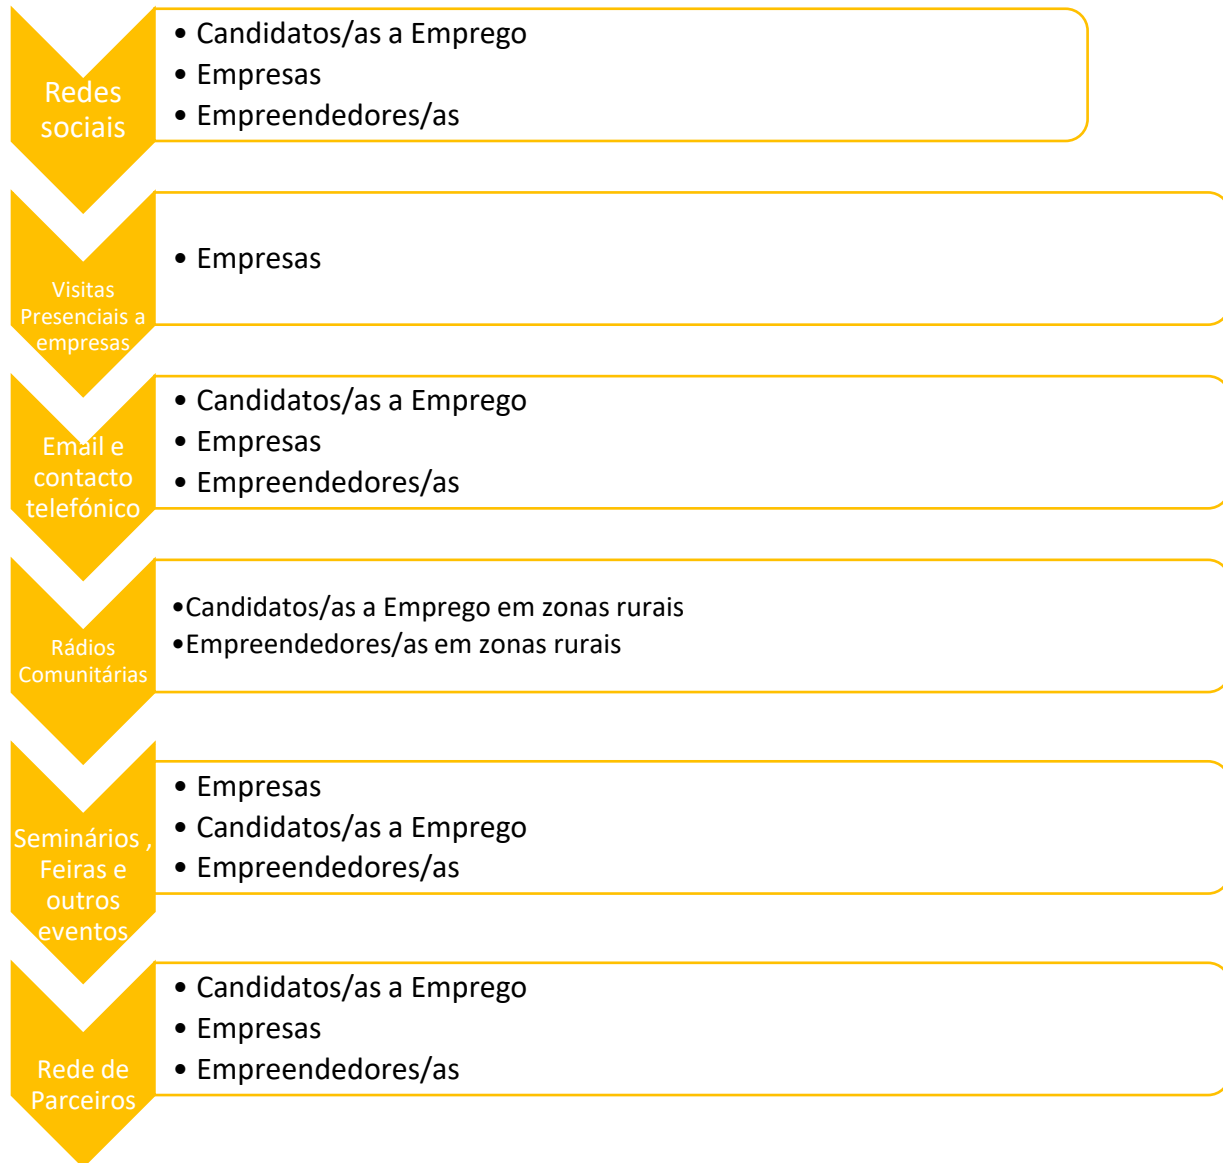 Redes
sociais
• Candidatos/as a Emprego
• Empresas
• Empreendedores/as
Visitas
Presenciais a
empresas
• Empresas
Email e
contacto
telefónico
• Candidatos/as a Emprego
• Empresas
• Empreendedores/as
Rádios
Comunitárias
•Candidatos/as a Emprego em zonas rurais
•Empreendedores/as em zonas rurais
Seminários ,
Feiras e
outros
eventos
• Empresas
• Candidatos/as a Emprego
• Empreendedores/as
Rede de
Parceiros
• Candidatos/as a Emprego
• Empresas
• Empreendedores/as